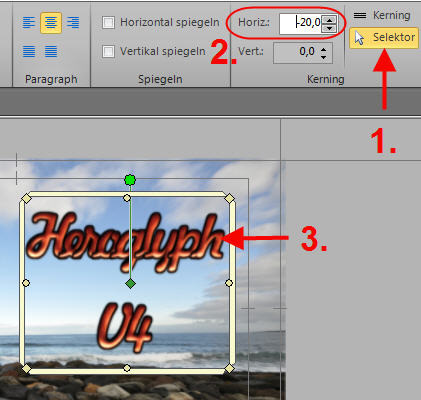 Horizontal spiegeln
Horiz.: -20,0
Kerning
Vertikal spiegeln
2.
Vert.: 0,0
Selektor
Paragraph
Spiegeln
Kerning
1.
Heroglyph
3.
V4